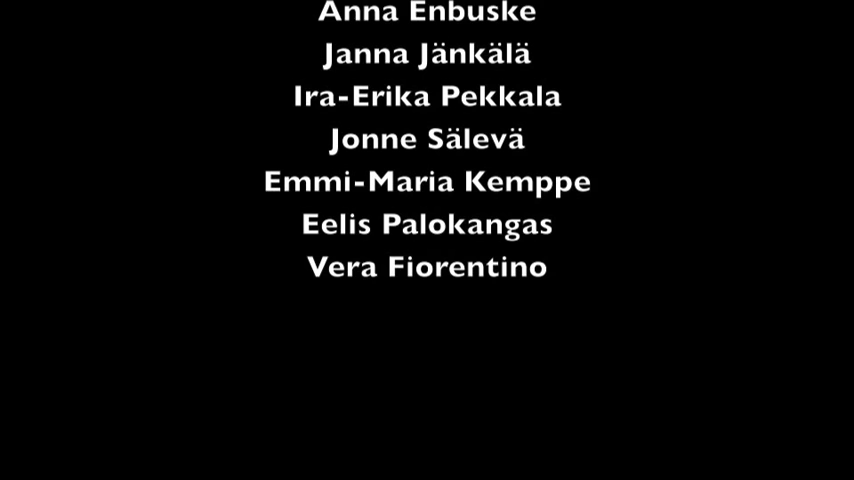 Anna Enbuske
Janna Jänkälä
Ira-Erika Pekkala
Jonne Sälevä
Emmi-Maria Kemppe
Eelis Palokangas
Vera Fiorentino